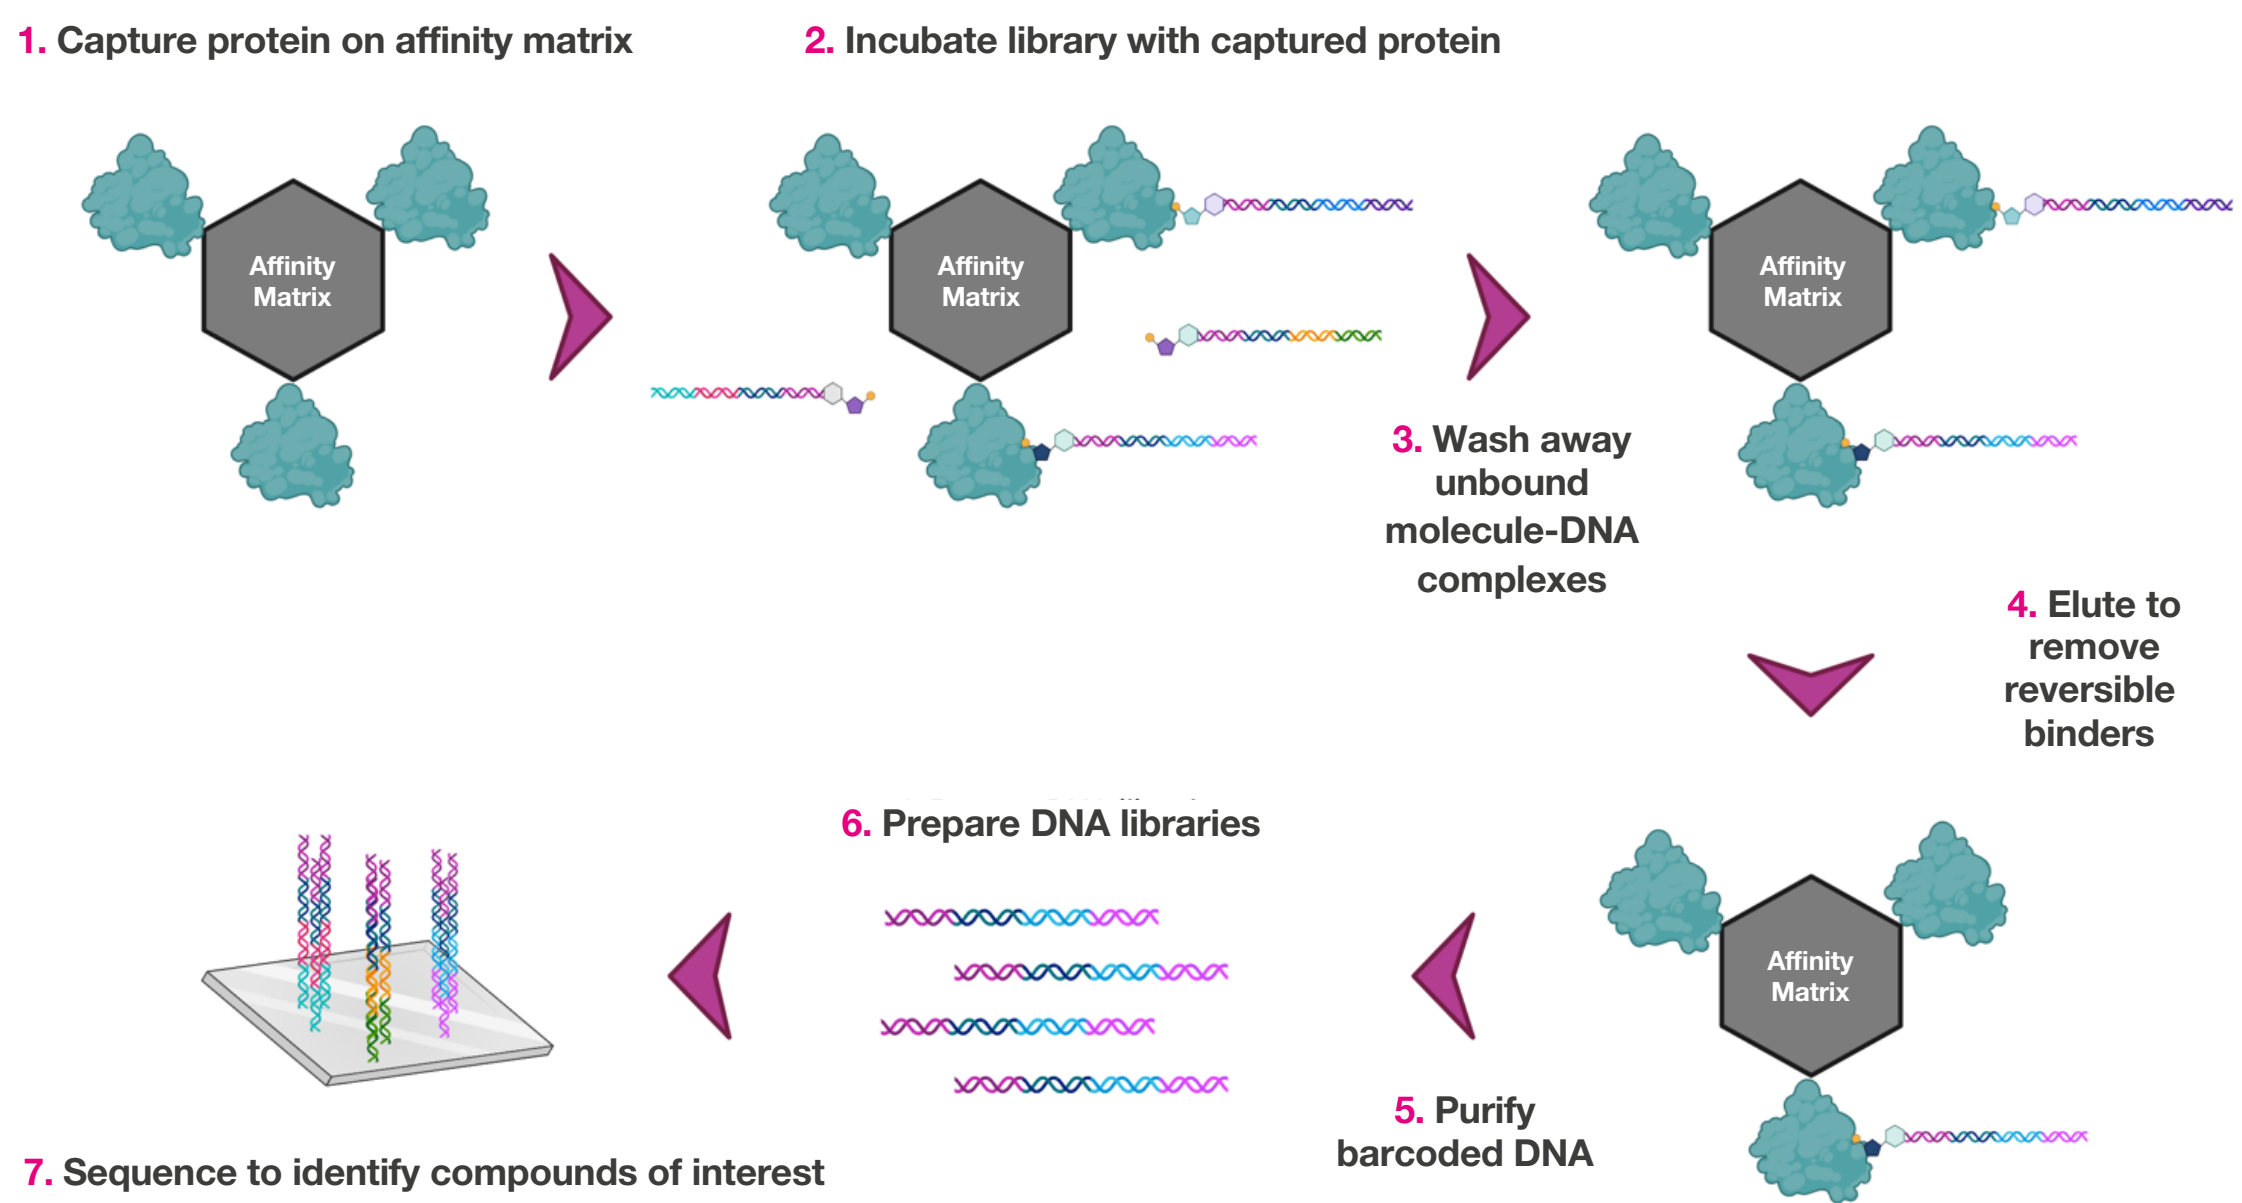 1. Capture protein on affinity matrix
2. Incubate library with captured protein
Affinity
Matrix
Affinity
Matrix
Affinity
Matrix
3. Wash away
unbound
molecule-DNA
complexes
4. Elute to
remove
reversible
binders
Affinity
Matrix
5. Purify
barcoded DNA
6. Prepare DNA libraries
7. Sequence to identify compounds of interest